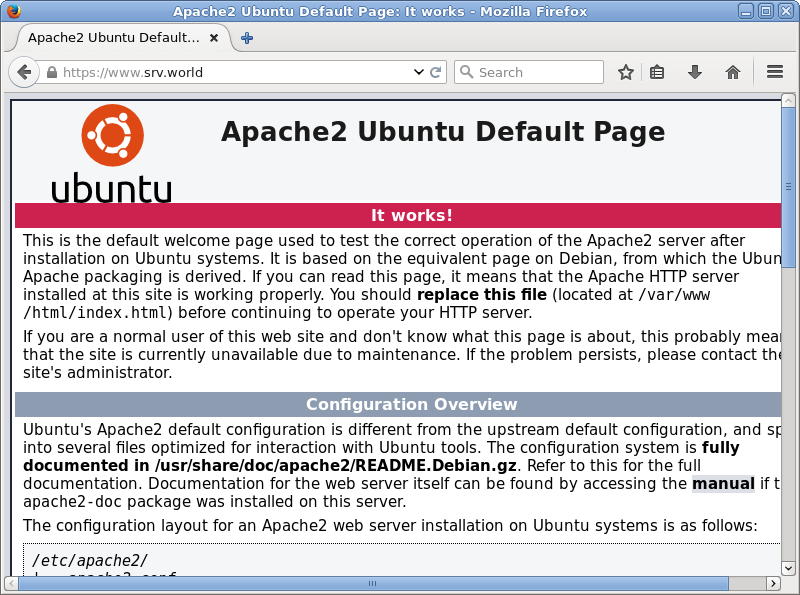 Apache2 Ubuntu Default Page: It works - Mozilla Firefox
Apache2 Ubuntu Default...
https://www.srv.world
Search
ubuntu
Apache2 Ubuntu Default Page
It works!
This is the default welcome page used to test the correct operation of the Apache2 server after
installation on Ubuntu systems. It is based on the equivalent page on Debian, from which the Ubun
Apache packaging is derived. If you can read this page, it means that the Apache HTTP server
installed at this site is working properly. You should replace this file (located at /var/www
/html/index.html) before continuing to operate your HTTP server.
If you are a normal user of this web site and don't know what this page is about, this probably mea
that the site is currently unavailable due to maintenance. If the problem persists, please contact the
site's administrator.
Configuration Overview
Ubuntu's Apache2 default configuration is different from the upstream default configuration, and sp
into several files optimized for interaction with Ubuntu tools. The configuration system is fully
documented in /usr/share/doc/apache2/README.Debian.gz. Refer to this for the full
documentation. Documentation for the web server itself can be found by accessing the manual if t
apache2-doc package was installed on this server.
The configuration layout for an Apache2 web server installation on Ubuntu systems is as follows:
/etc/apache2/